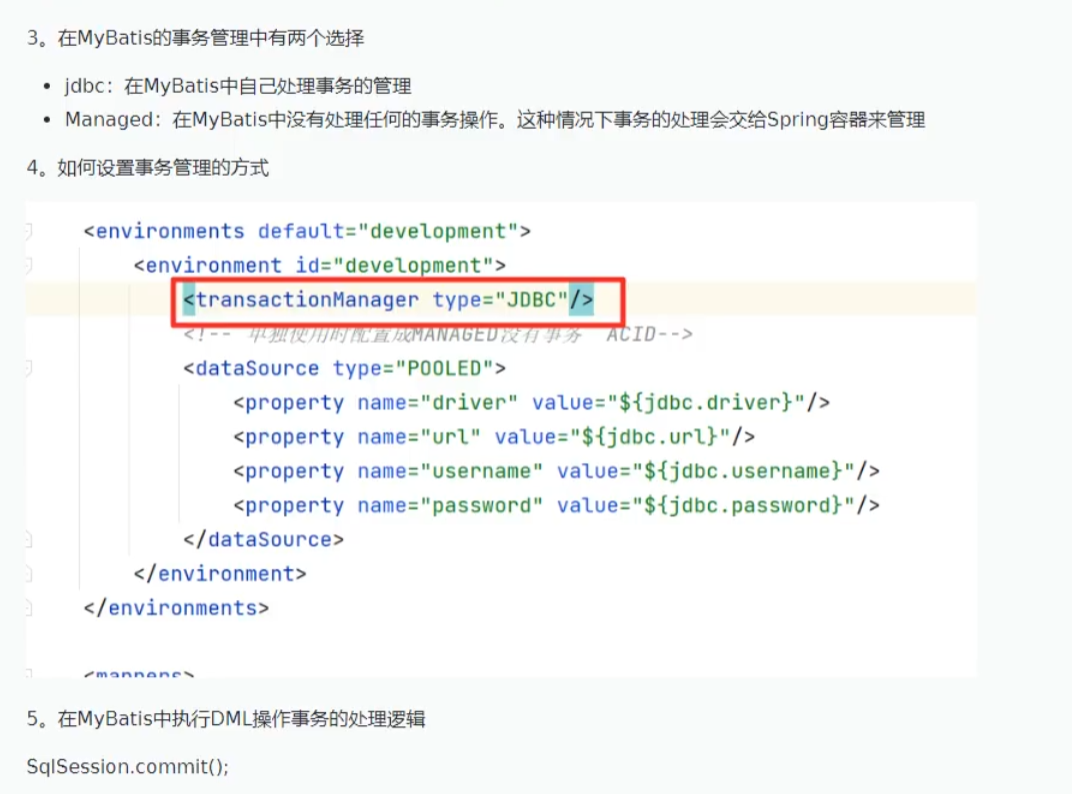 3。在MyBatis的事务管理中有两个选择
• jdbc：在MyBatis中自己处理事务的管理
• Managed：在MyBatis中没有处理任何的事务操作。这种情况下事务的处理会交给Spring容器来管理
4。如何设置事务管理的方式
<environments default="development">
<environment id="development">
<transactionManager type="JDBC"/>
<!-- 单独使用时配置成MANAGED没有事务 ACID-->
<dataSource type="POOLED">
<property name="driver" value="${jdbc.driver}"/>
<property name="url" value="${jdbc.url}"/>
<property name="username" value="${jdbc.username}"/>
<property name="password" value="${jdbc.password}"/>
</dataSource>
</environment>
</environments>
<mappers>
5。在MyBatis中执行DML操作事务的处理逻辑
SqlSession.commit();